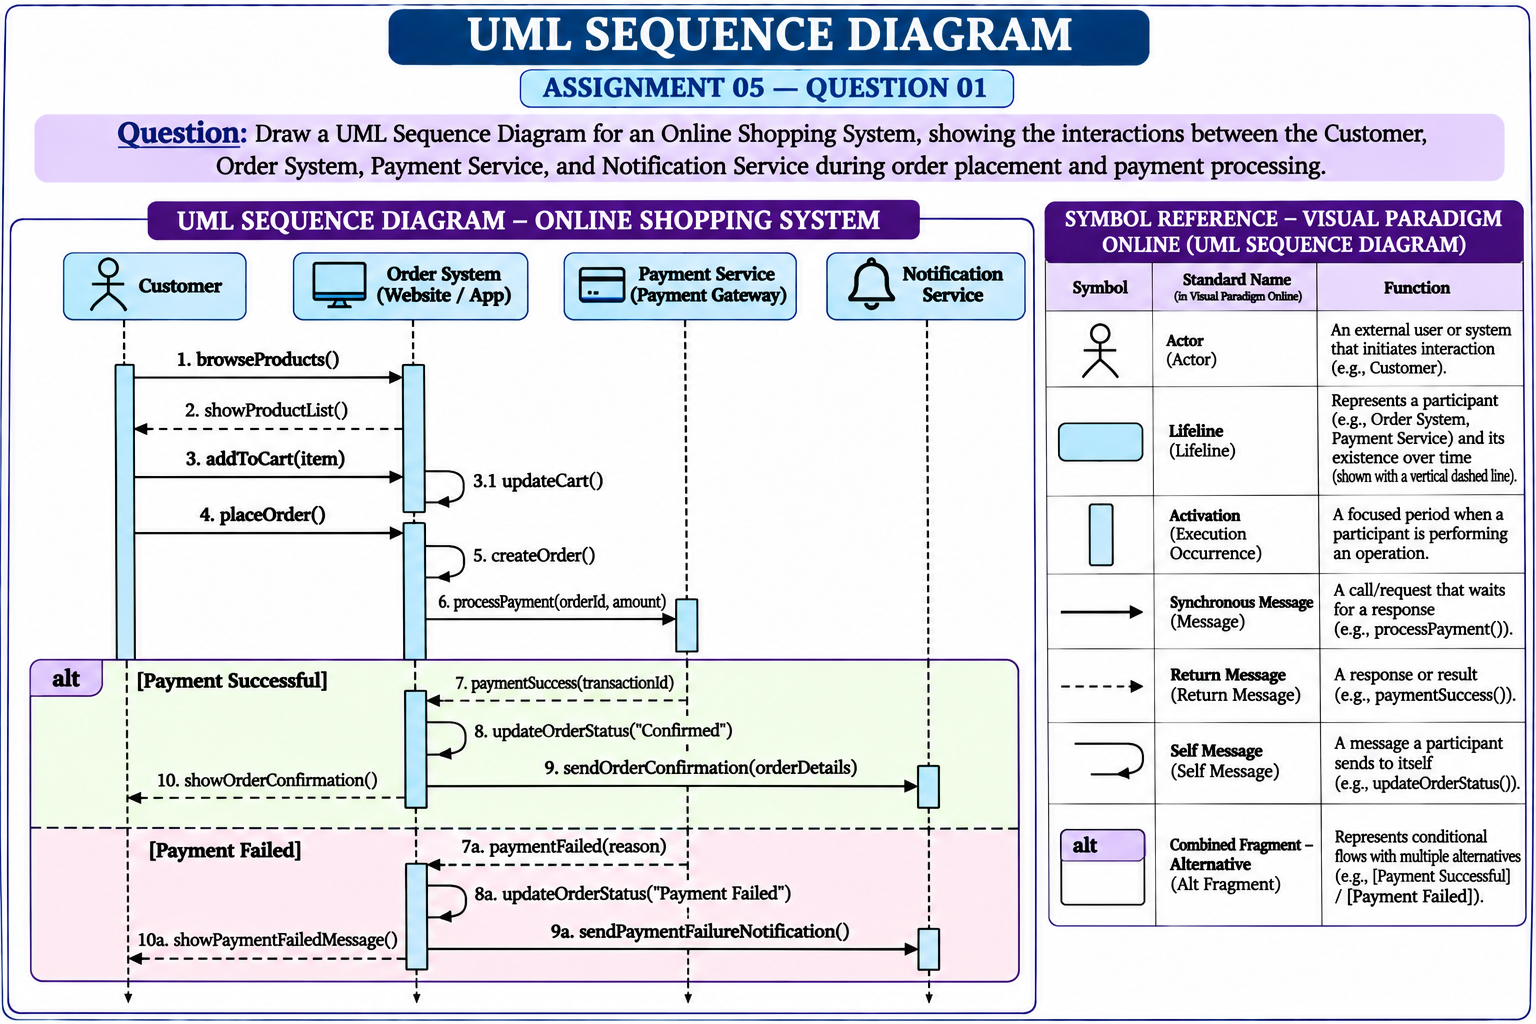 UML SEQUENCE DIAGRAM
ASSIGNMENT 05 — QUESTION 01
Question: Draw a UML Sequence Diagram for an Online Shopping System, showing the interactions between the Customer,
Order System, Payment Service, and Notification Service during order placement and payment processing.
UML SEQUENCE DIAGRAM – ONLINE SHOPPING SYSTEM
Customer
Order System
(Website / App)
Payment Service
(Payment Gateway)
Notification
Service
1. browseProducts()
2. showProductList()
3. addToCart(item)
3.1 updateCart()
4. placeOrder()
5. createOrder()
6. processPayment(orderId, amount)
alt
[Payment Successful]
7. paymentSuccess(transactionId)
8. updateOrderStatus("Confirmed")
9. sendOrderConfirmation(orderDetails)
10. showOrderConfirmation()
[Payment Failed]
7a. paymentFailed(reason)
8a. updateOrderStatus("Payment Failed")
9a. sendPaymentFailureNotification()
10a. showPaymentFailedMessage()
SYMBOL REFERENCE – VISUAL PARADIGM
ONLINE (UML SEQUENCE DIAGRAM)
Symbol
Standard Name
(in Visual Paradigm Online)
Function
Actor
(Actor)
An external user or system
that initiates interaction
(e.g., Customer).
Lifeline
(Lifeline)
Represents a participant
(e.g., Order System,
Payment Service) and its
existence over time
(shown with a vertical dashed line).
Activation
(Execution
Occurrence)
A focused period when a
participant is performing
an operation.
Synchronous Message
(Message)
A call/request that waits
for a response
(e.g., processPayment()).
Return Message
(Return Message)
A response or result
(e.g., paymentSuccess()).
Self Message
(Self Message)
A message a participant
sends to itself
(e.g., updateOrderStatus()).
alt
Combined Fragment –
Alternative
(Alt Fragment)
Represents conditional
flows with multiple alternatives
(e.g., [Payment Successful]
/ [Payment Failed]).